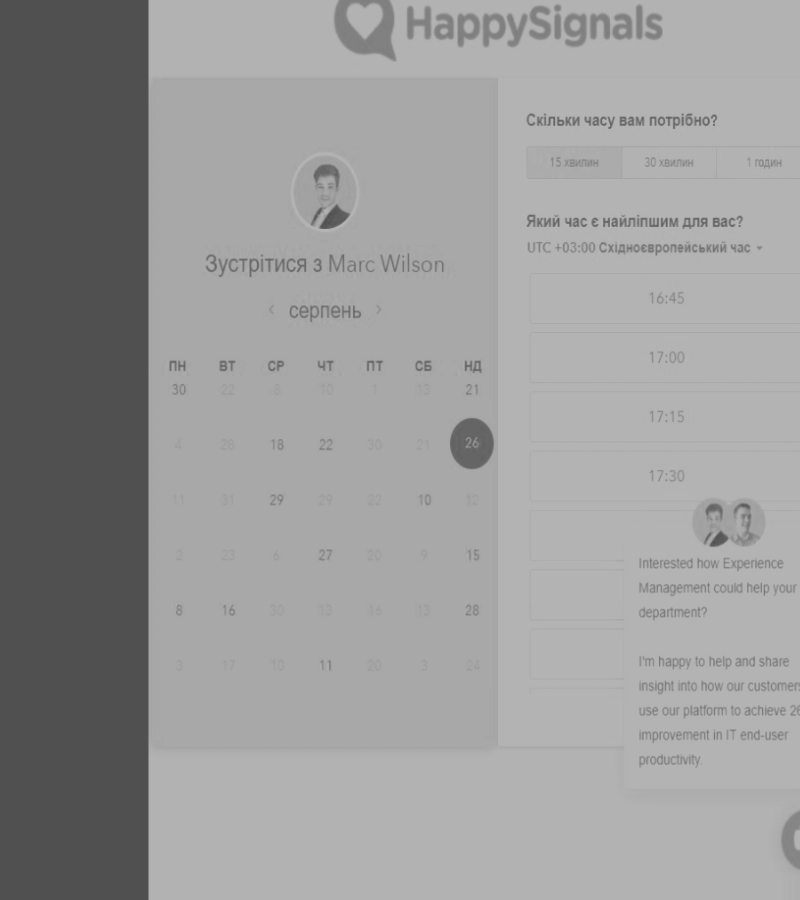 HappySignals
Зустрітися з Marc Wilson
серпень
ПН ВТ СР ЧТ ПТ СБ НД
30 22 8 10 1 13 21
4 28 18 22 30 21 26
11 31 29 29 22 10 12
2 23 6 27 20 9 15
8 16 30 13 16 13 28
3 17 10 11 20 3 24
Скільки часу вам потрібно?
15 хвилин 30 хвилин 1 годин
Який час є найліпшим для вас?
UTC +03:00 Східноєвропейський час
16:45
17:00
17:15
17:30
Interested how Experience
Management could help your
department?
I'm happy to help and share
insight into how our customers
use our platform to achieve 26
improvement in IT end-user
productivity.